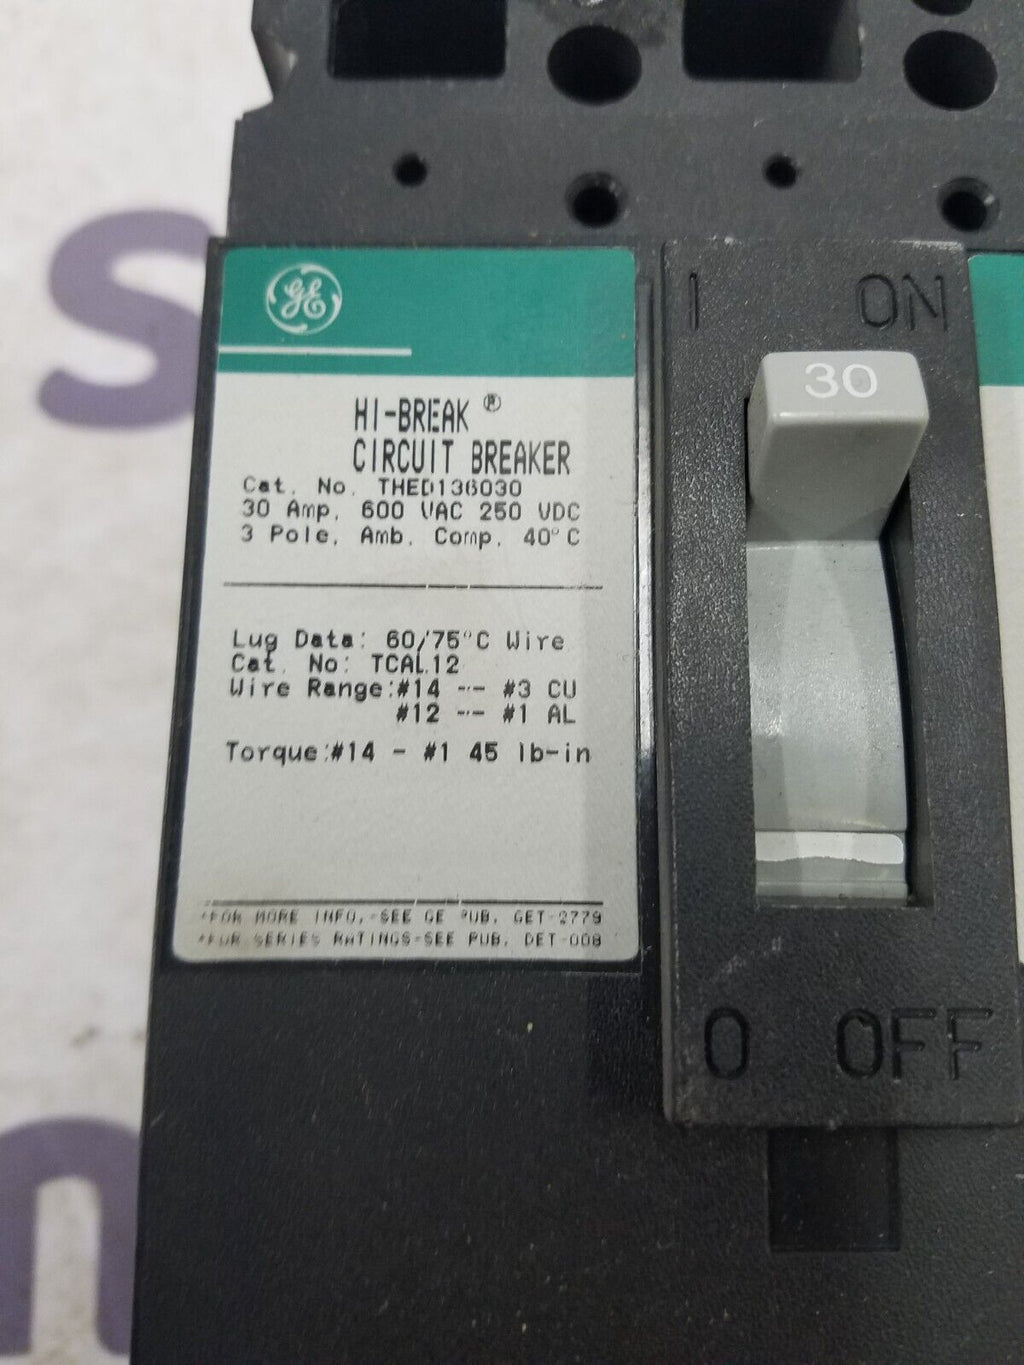 GE
HI-BREAK ®
CIRCUIT BREAKER
Cat. No. THED136030
30 Amp. 600 VAC 250 VDC
3 Pole, Amb. Comp. 40°C
Lug Data: 60/75°C Wire
Cat. No: TCAL12
Wire Range:#14 -- #3 CU
#12 -- #1 AL
Torque:#14 - #1 45 lb-in
*FOR MORE INFO,-SEE GE PUB. GET-2779
*FOR SERIES RATINGS-SEE PUB. DET-008
I ON
30
O OFF